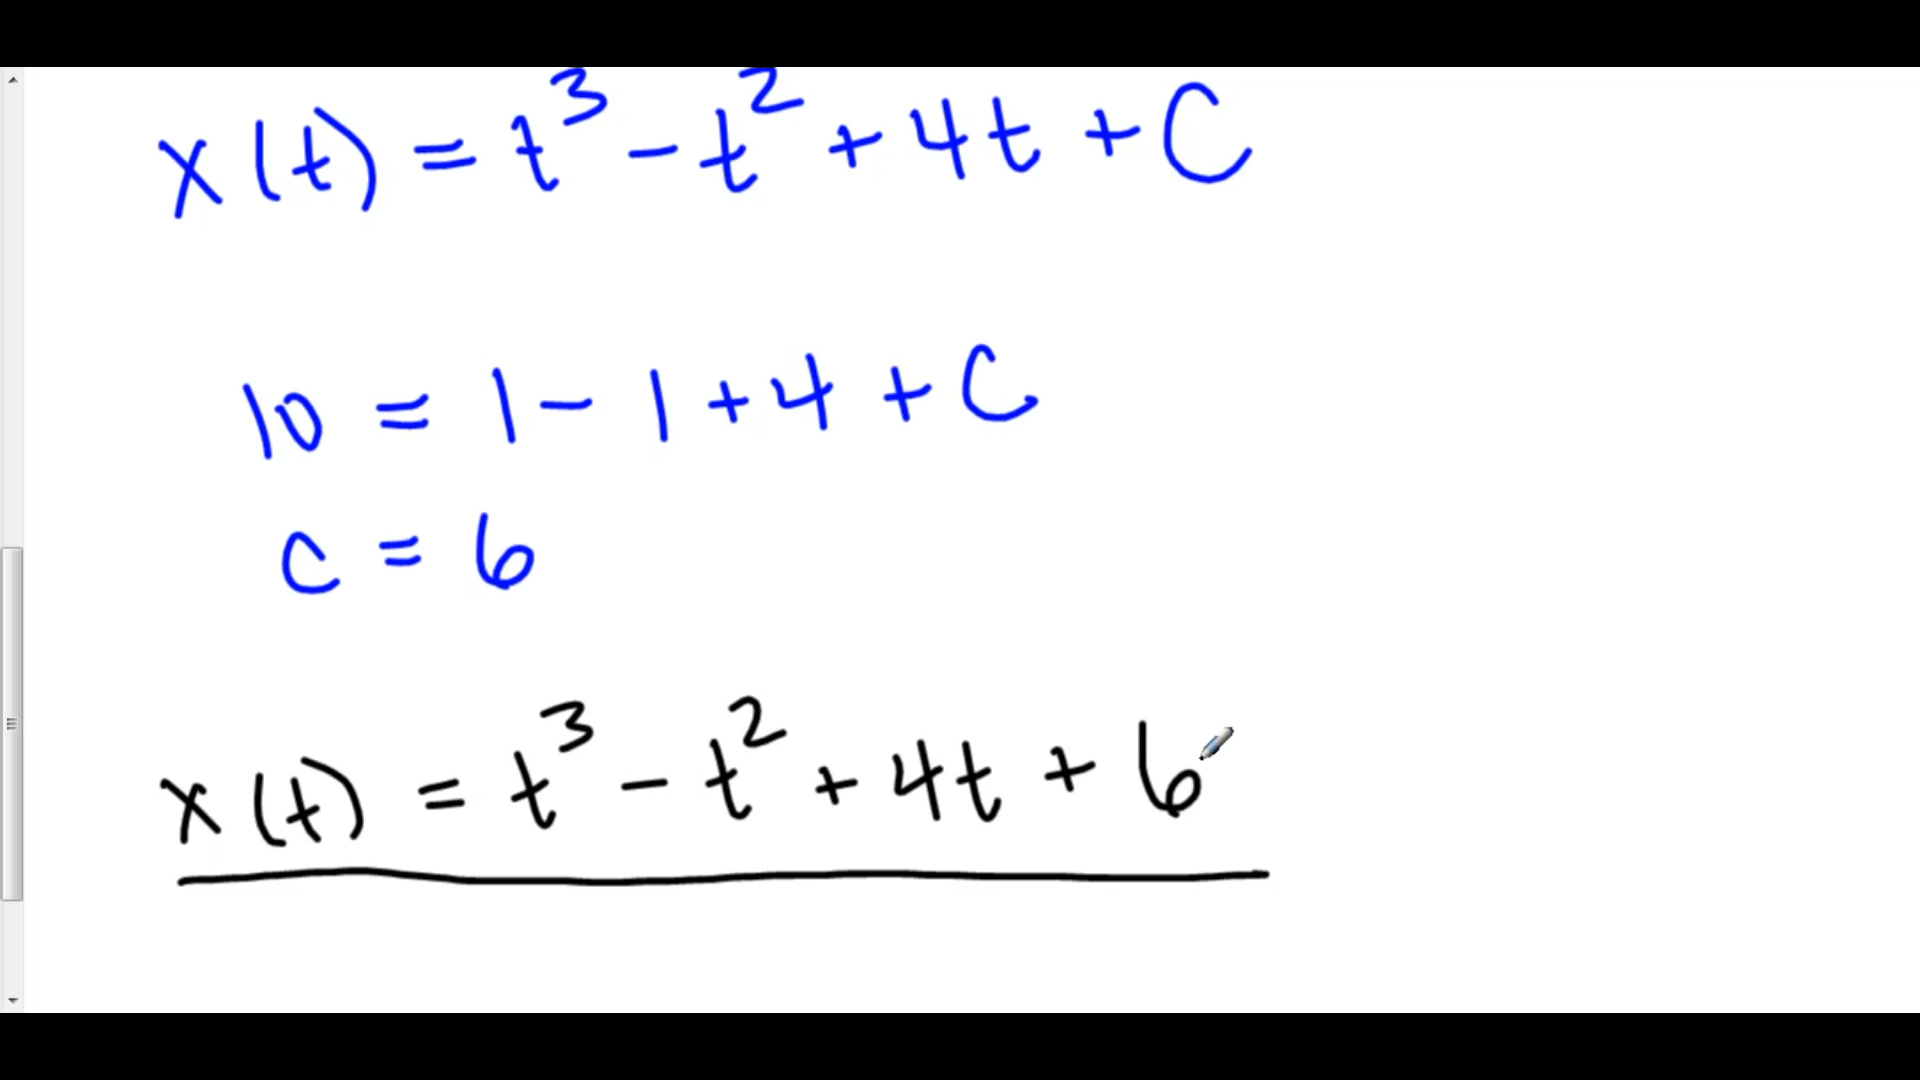 x(t) = t³ - t² + 4t + C
10 = 1 - 1 + 4 + C
c = 6
x(t) = t³ - t² + 4t + 6